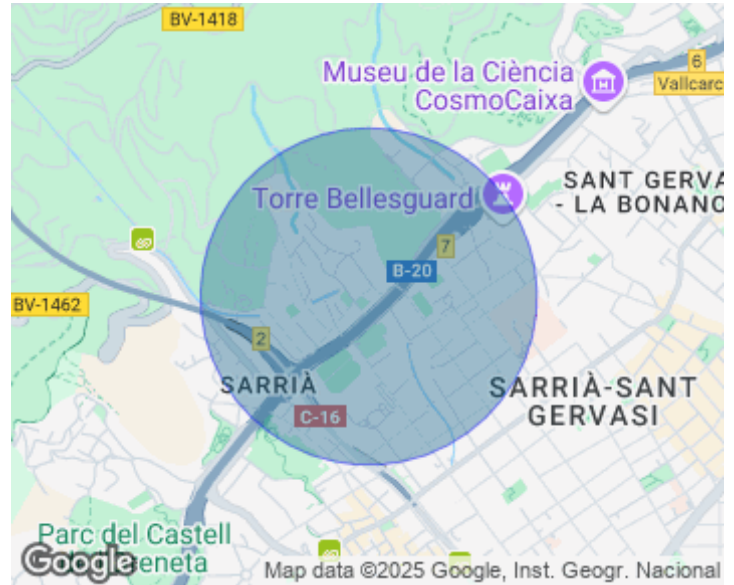 BV-1418
6
Museu de la Ciència
CosmoCaixa
Vallcarc
Torre Bellesguard
SANT GERVA
- LA BONANO
7
B-20
BV-1462
2
SARRIÀ
SARRIÀ-SANT
GERVASI
C-16
Parc del Castell
Google
Map data ©2025 Google, Inst. Geogr. Nacional